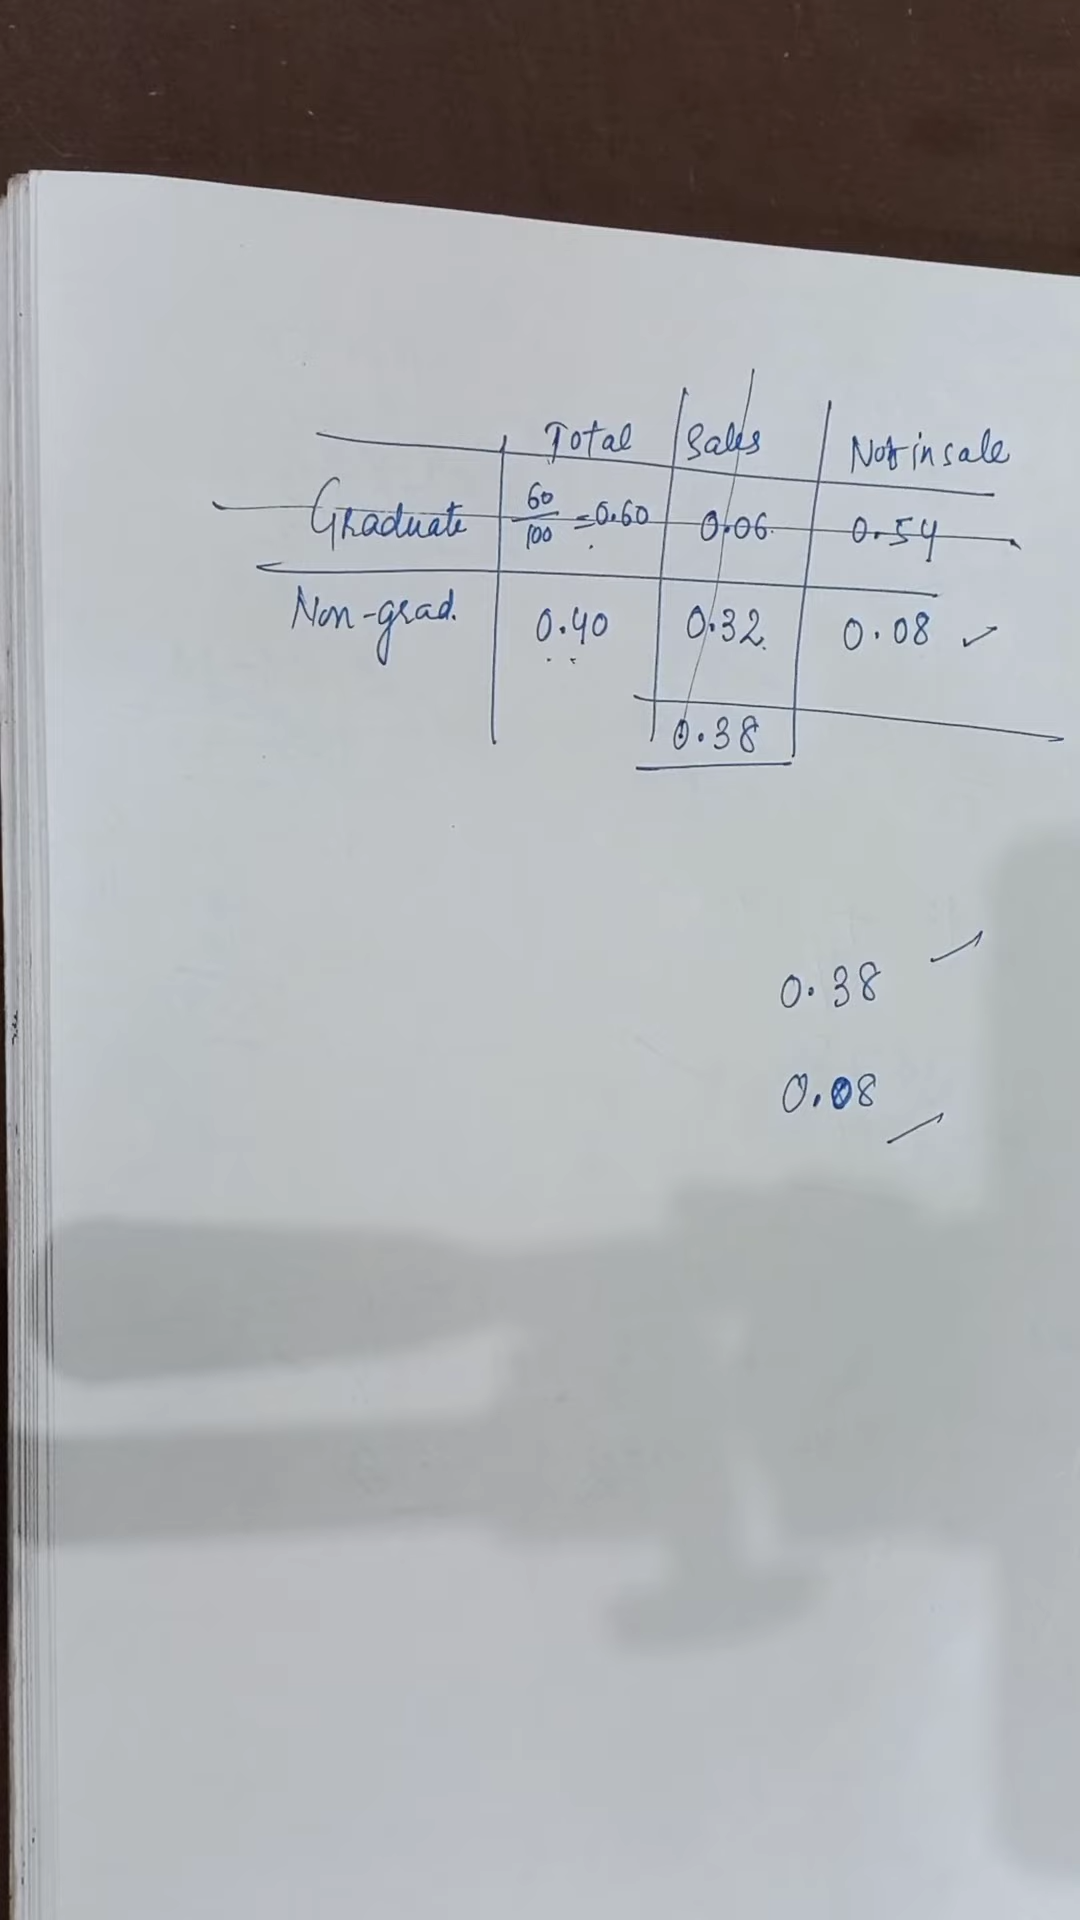 Total Sales Not in sale
Graduate 60/100 = 0.60 0.06 0.54
Non-grad. 0.40 0.32 0.08 ✓
0.38
0.38
0.08